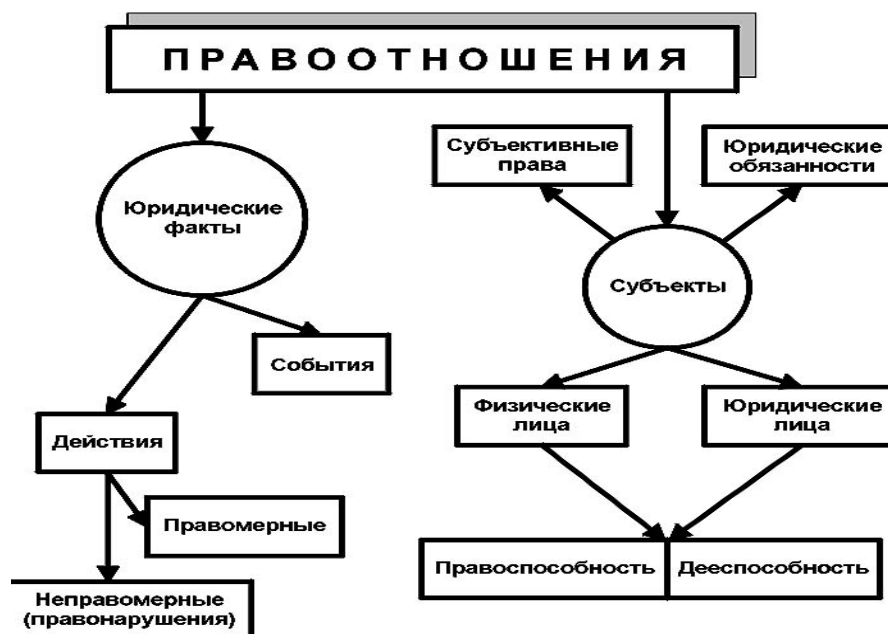 ПРАВООТНОШЕНИЯ
Субъективные
права
Юридические
обязанности
Юридические
факты
Субъекты
События
Физические
лица
Юридические
лица
Действия
Правомерные
Правоспособность
Дееспособность
Неправомерные
(правонарушения)